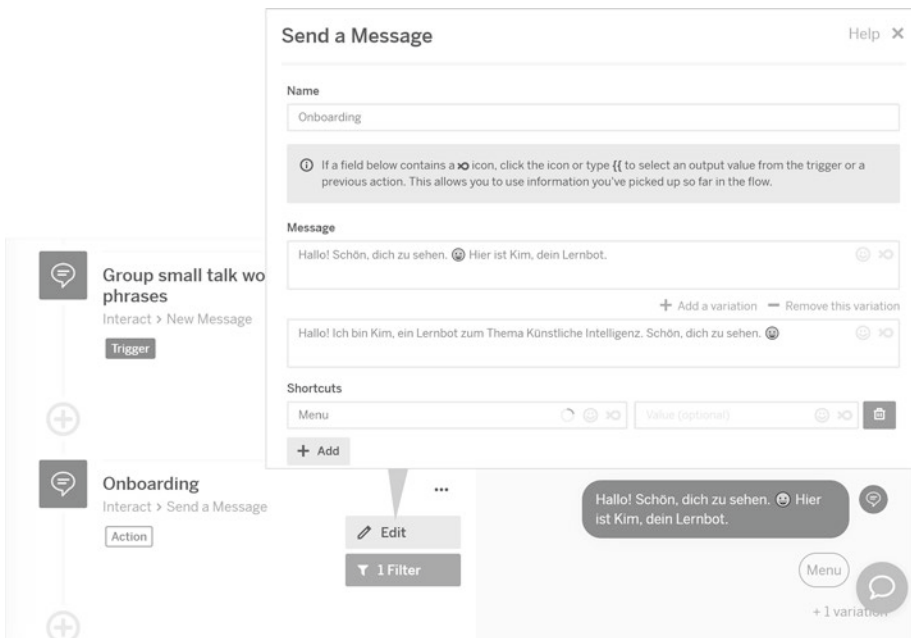 Send a Message
Help
Name
Onboarding
If a field below contains a icon, click the icon or type {{ to select an output value from the trigger or a
previous action. This allows you to use information you've picked up so far in the flow.
Message
Hallo! Schön, dich zu sehen. 😀 Hier ist Kim, dein Lernbot.
Add a variation
Remove this variation
Hallo! Ich bin Kim, ein Lernbot zum Thema Künstliche Intelligenz. Schön, dich zu sehen. 😀
Shortcuts
Menu
Value (optional)
+ Add
Group small talk wo
phrases
Interact > New Message
Trigger
Onboarding
Interact > Send a Message
Action
...
Edit
1 Filter
Hallo! Schön, dich zu sehen. 😀 Hier
ist Kim, dein Lernbot.
Menu
+ 1 variation